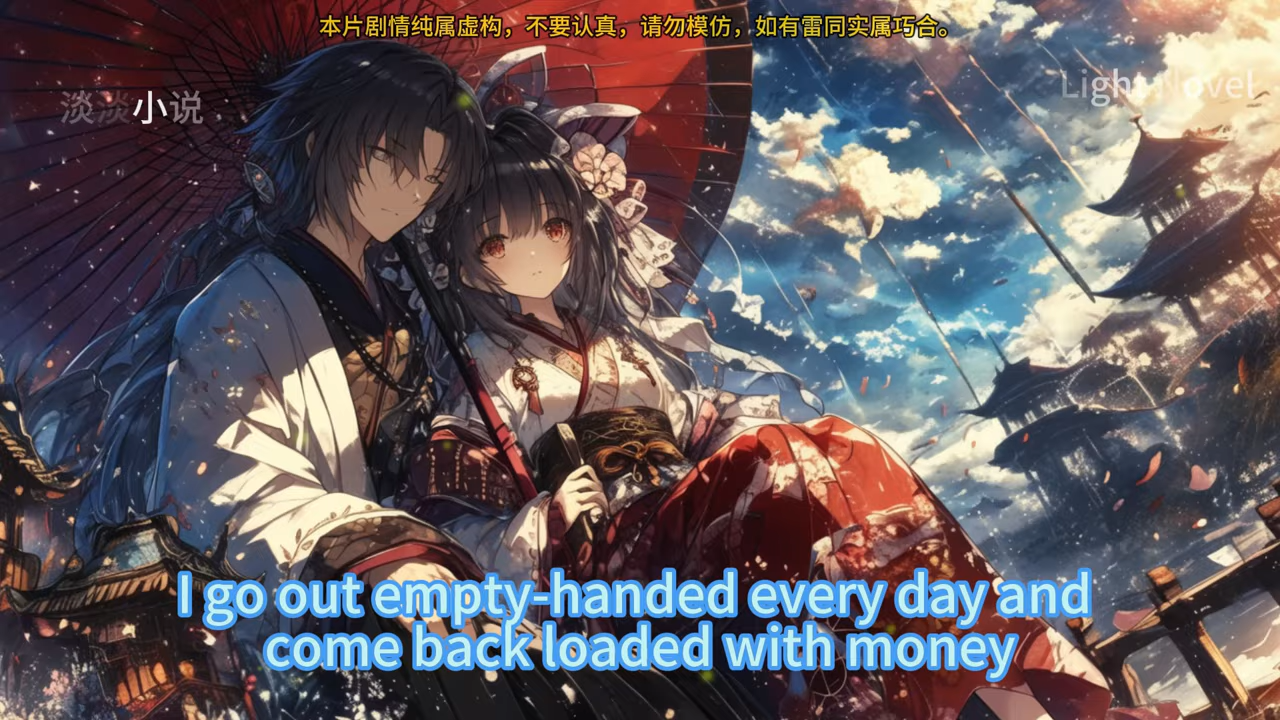 本片剧情纯属虚构，不要认真，请勿模仿，如有雷同实属巧合。
淡淡小说
Light Novel
I go out empty-handed every day and
come back loaded with money